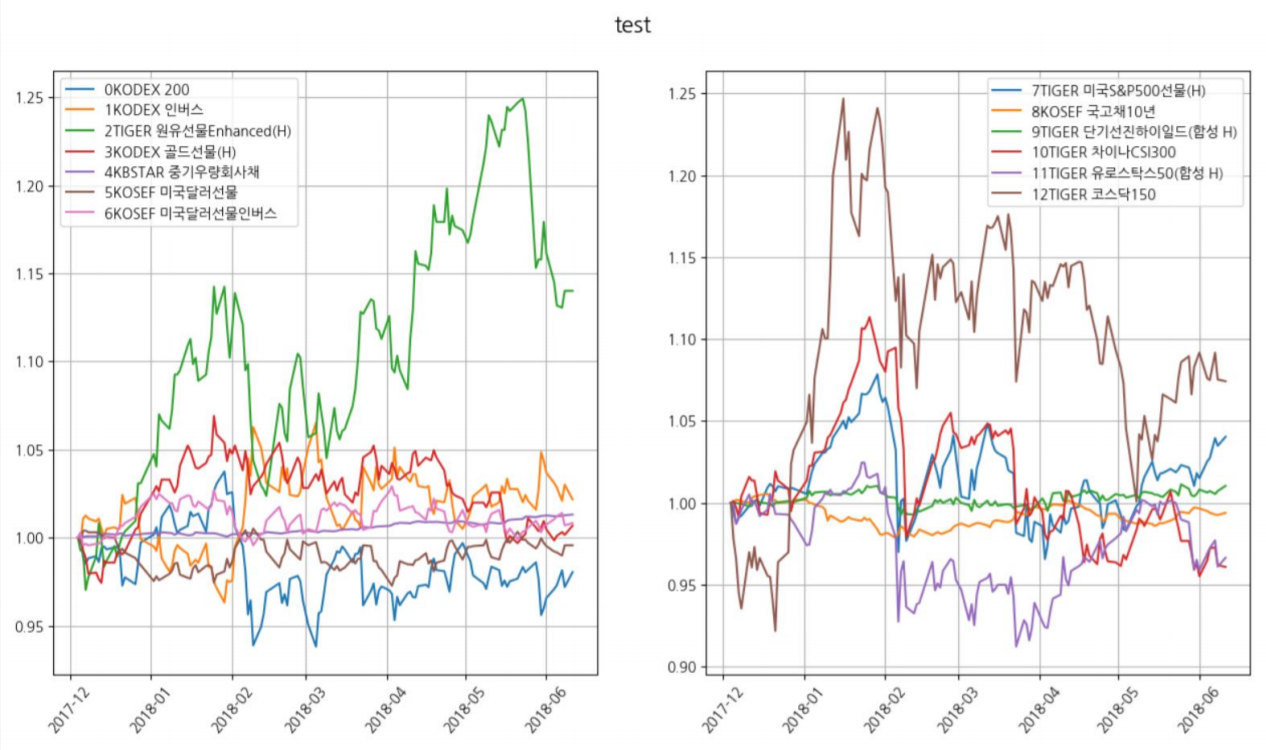 test
0KODEX 200
1KODEX 인버스
2TIGER 원유선물Enhanced(H)
3KODEX 골드선물(H)
4KBSTAR 중기우량회사채
5KOSEF 미국달러선물
6KOSEF 미국달러선물인버스
1.25
1.20
1.15
1.10
1.05
1.00
0.95
2017-12
2018-01
2018-02
2018-03
2018-04
2018-05
2018-06
7TIGER 미국S&P500선물(H)
8KOSEF 국고채10년
9TIGER 단기선진하이일드(합성 H)
10TIGER 차이나CSI300
11TIGER 유로스탁스50(합성 H)
12TIGER 코스닥150
1.25
1.20
1.15
1.10
1.05
1.00
0.95
0.90
2017-12
2018-01
2018-02
2018-03
2018-04
2018-05
2018-06